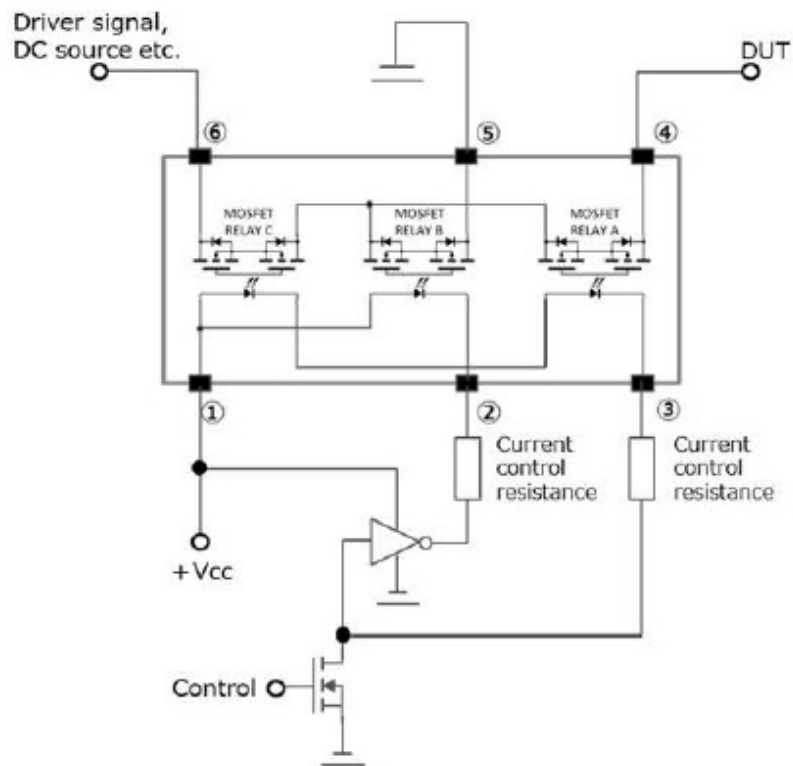 Driver signal,
DC source etc.
DUT
⑥
⑤
④
MOSFET
RELAY C
MOSFET
RELAY B
MOSFET
RELAY A
①
②
③
Current
control
resistance
Current
control
resistance
+Vcc
Control